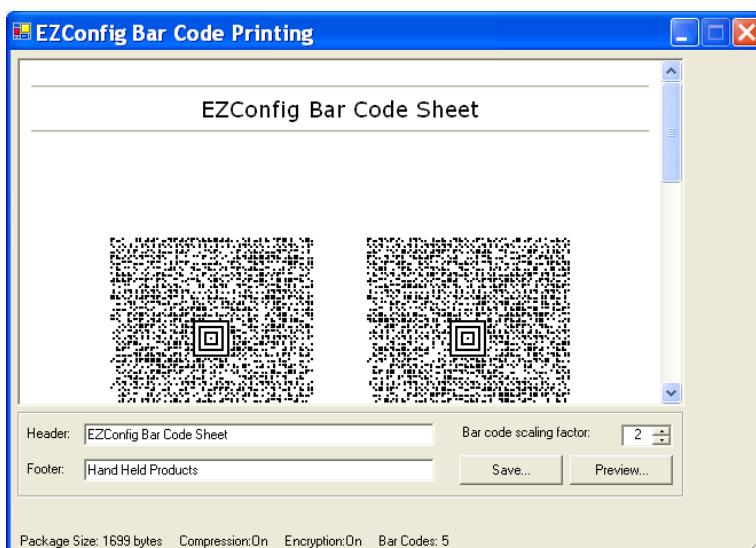 EZConfig Bar Code Printing
EZConfig Bar Code Sheet
Header: EZConfig Bar Code Sheet Bar code scaling factor: 2
Footer: Hand Held Products Save... Preview...
Package Size: 1699 bytes Compression:On Encryption:On Bar Codes: 5